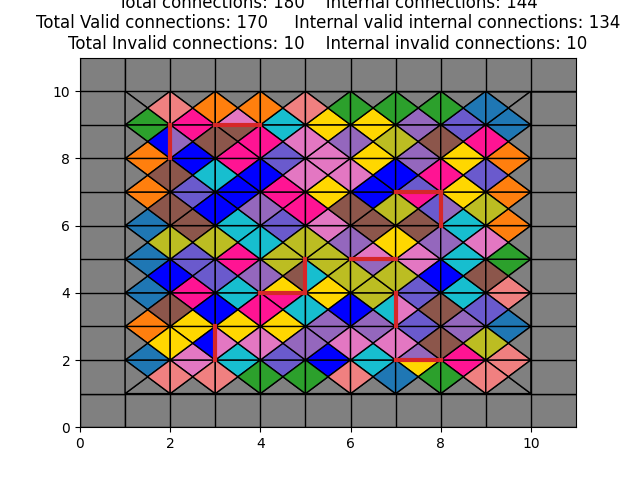 Total connections: 180    Internal connections: 144
Total Valid connections: 170     Internal valid internal connections: 134
Total Invalid connections: 10    Internal invalid connections: 10
10
8
6
4
2
0
0 2 4 6 8 10